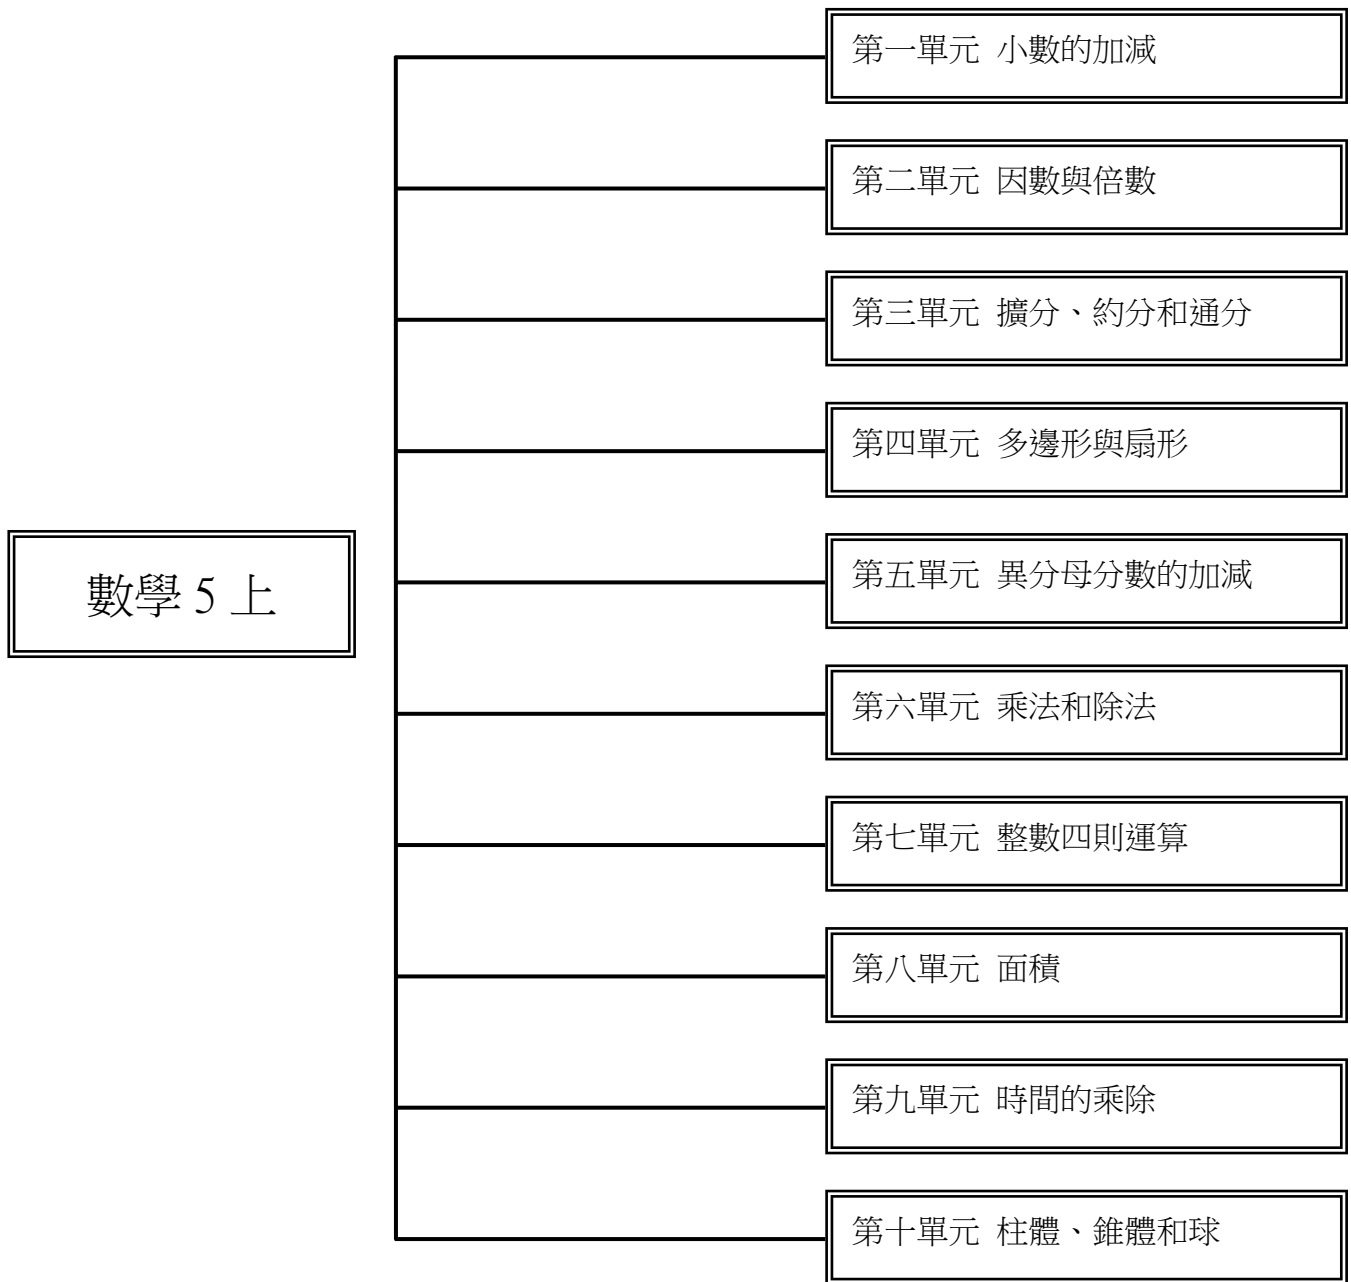 第一單元 小數的加減
第二單元 因數與倍數
第三單元 擴分、約分和通分
第四單元 多邊形與扇形
第五單元 異分母分數的加減
數學 5 上
第六單元 乘法和除法
第七單元 整數四則運算
第八單元 面積
第九單元 時間的乘除
第十單元 柱體、錐體和球